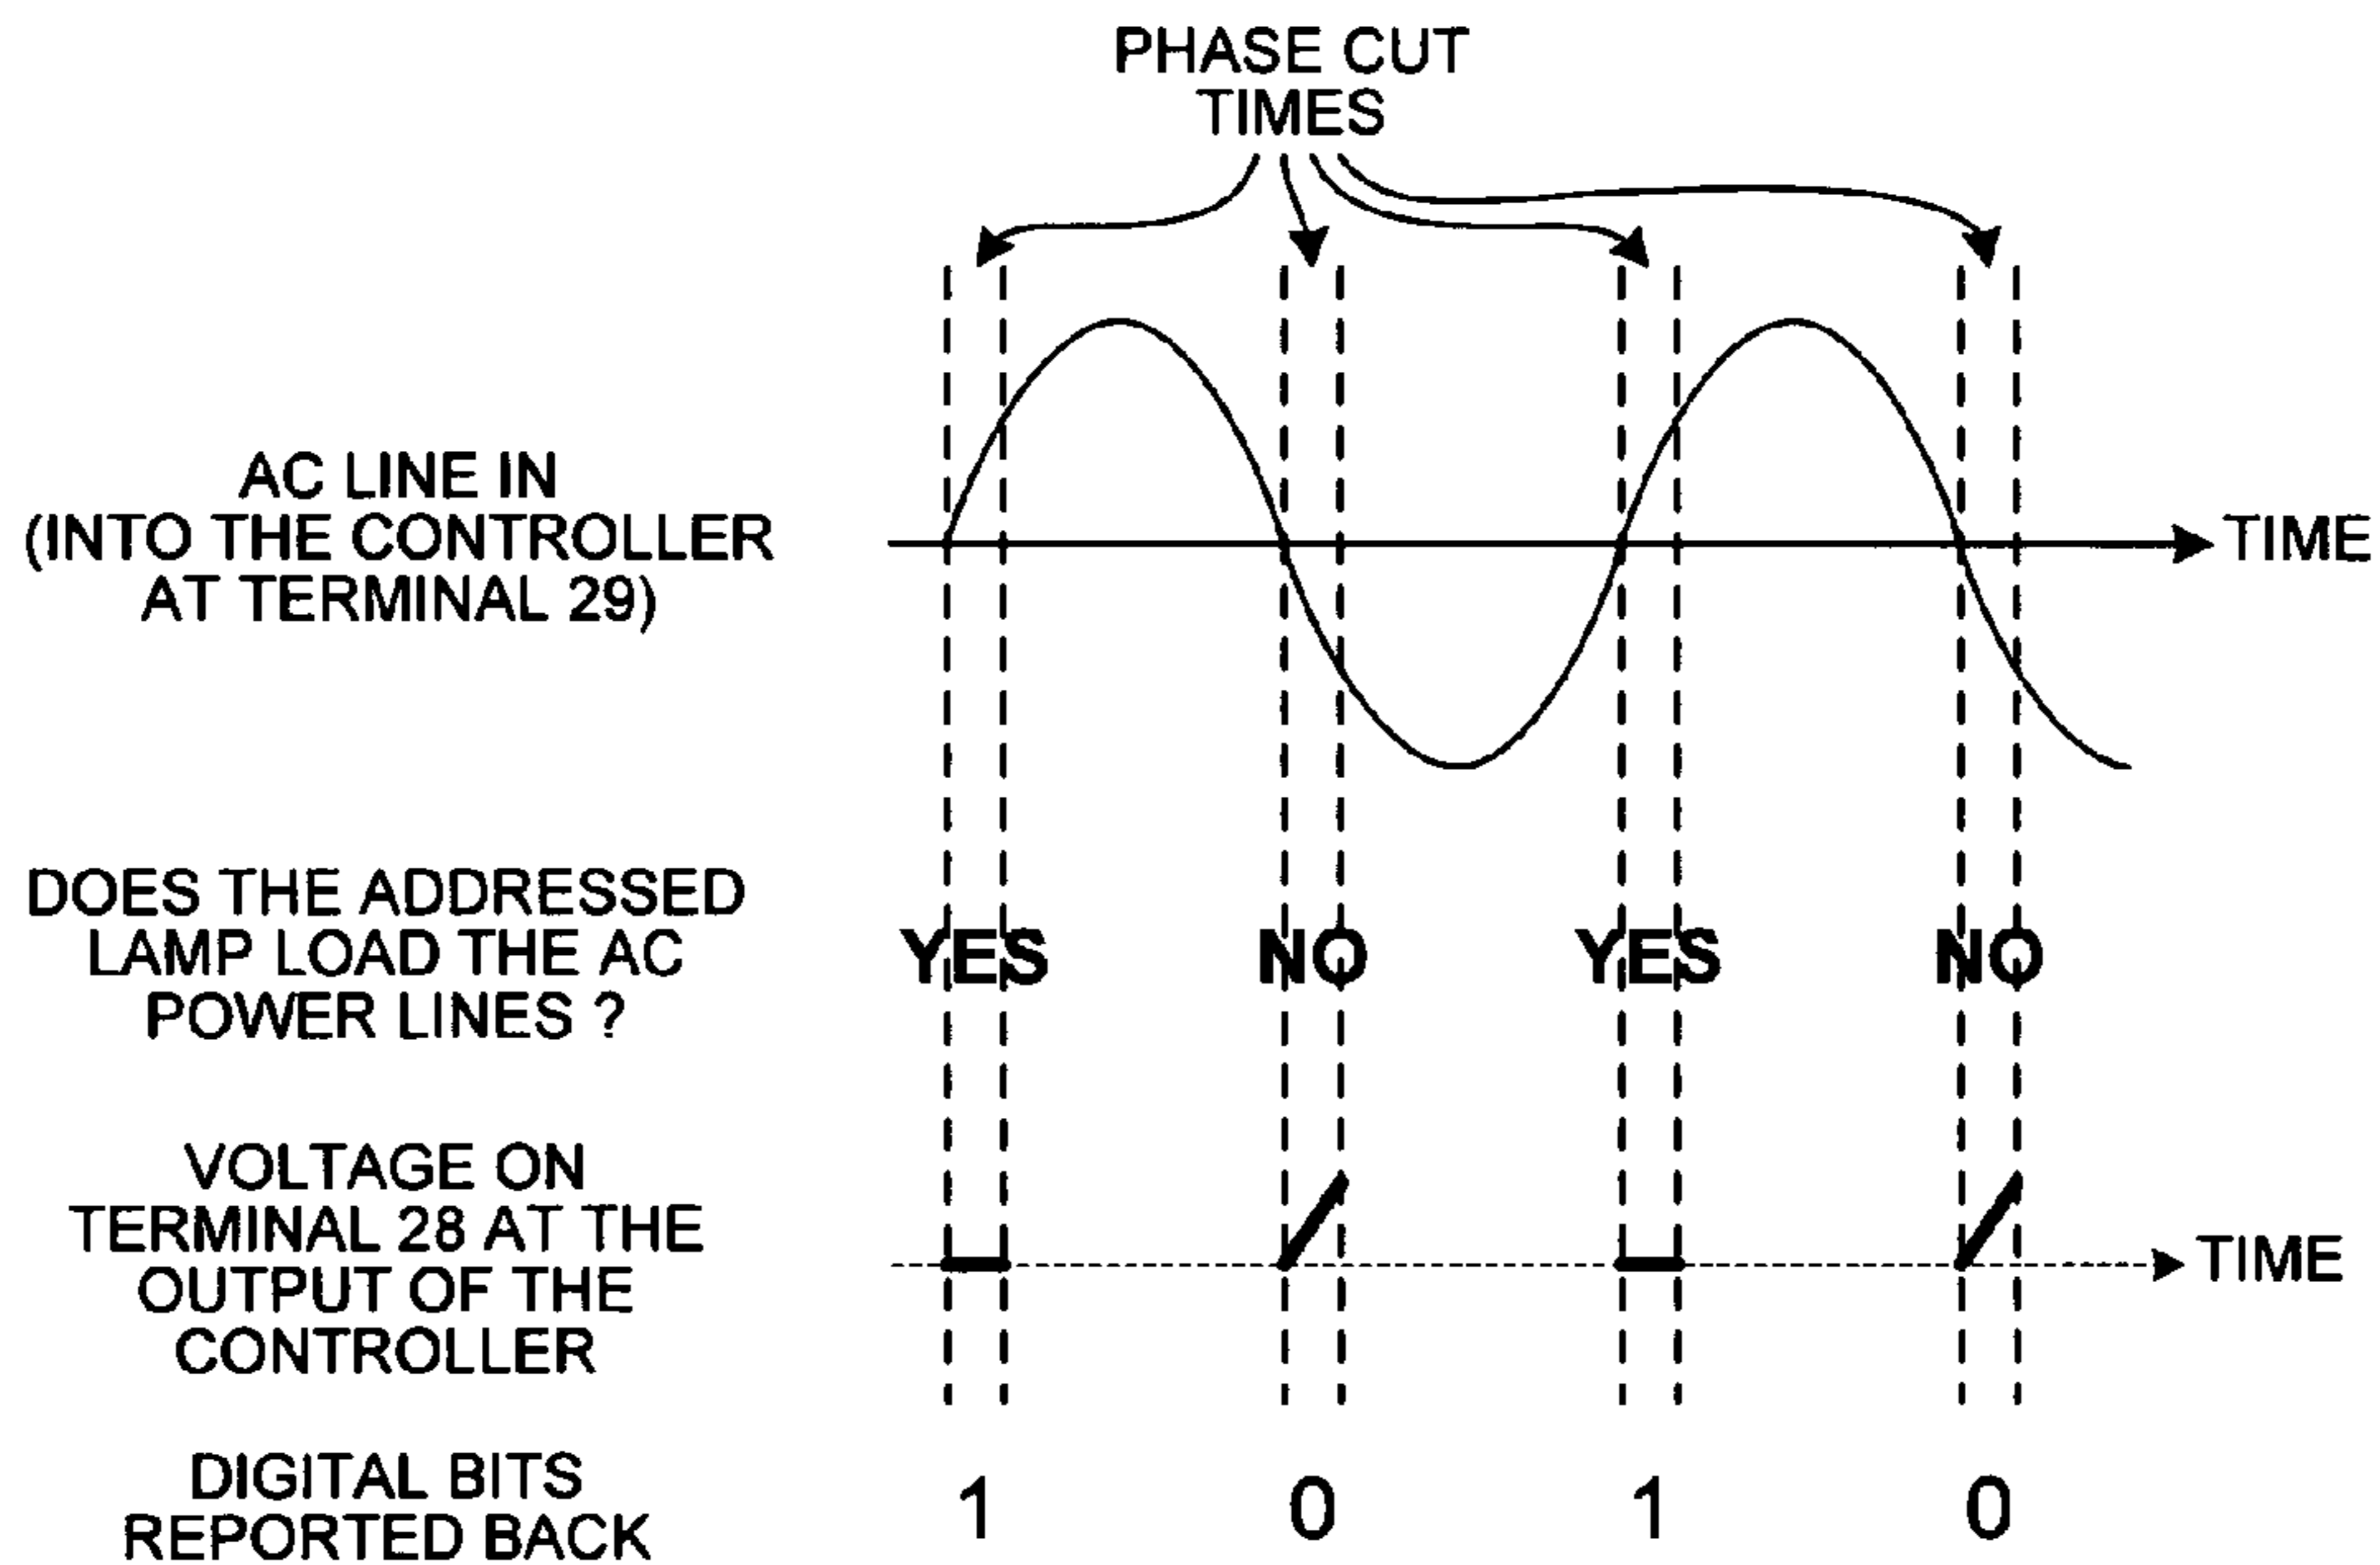 PHASE CUT
TIMES
AC LINE IN
(INTO THE CONTROLLER
AT TERMINAL 29)
TIME
DOES THE ADDRESSED
LAMP LOAD THE AC
POWER LINES ?
YES NO YES NO
VOLTAGE ON
TERMINAL 28 AT THE
OUTPUT OF THE
CONTROLLER
TIME
DIGITAL BITS
REPORTED BACK
1 0 1 0